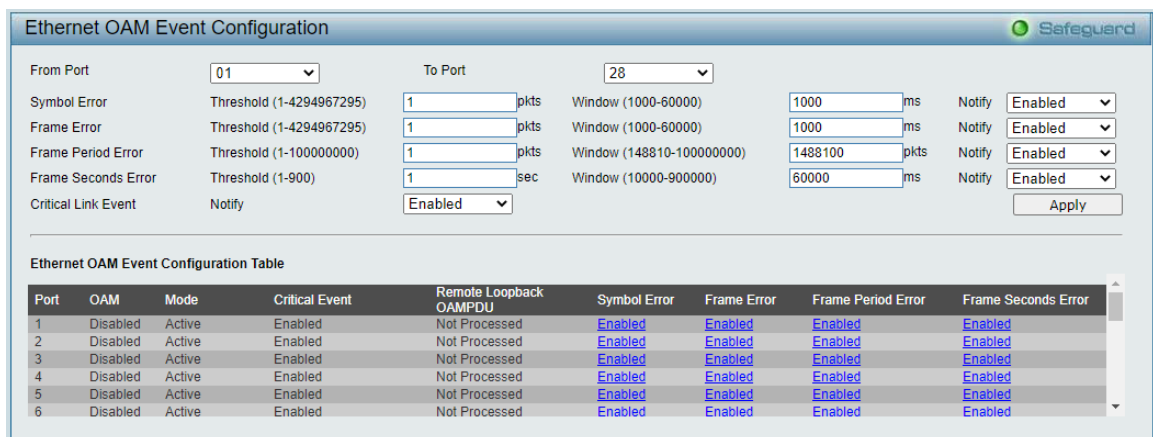 Ethernet OAM Event Configuration Safeguard
From Port 01 To Port 28
Symbol Error Threshold (1-4294967295) 1 pkts Window (1000-60000) 1000 ms Notify Enabled
Frame Error Threshold (1-4294967295) 1 pkts Window (1000-60000) 1000 ms Notify Enabled
Frame Period Error Threshold (1-100000000) 1 pkts Window (148810-100000000) 1488100 pkts Notify Enabled
Frame Seconds Error Threshold (1-900) 1 sec Window (10000-900000) 60000 ms Notify Enabled
Critical Link Event Notify Enabled Apply
Ethernet OAM Event Configuration Table
Port OAM Mode Critical Event Remote Loopback OAMPDU Symbol Error Frame Error Frame Period Error Frame Seconds Error
1 Disabled Active Enabled Not Processed Enabled Enabled Enabled Enabled
2 Disabled Active Enabled Not Processed Enabled Enabled Enabled Enabled
3 Disabled Active Enabled Not Processed Enabled Enabled Enabled Enabled
4 Disabled Active Enabled Not Processed Enabled Enabled Enabled Enabled
5 Disabled Active Enabled Not Processed Enabled Enabled Enabled Enabled
6 Disabled Active Enabled Not Processed Enabled Enabled Enabled Enabled